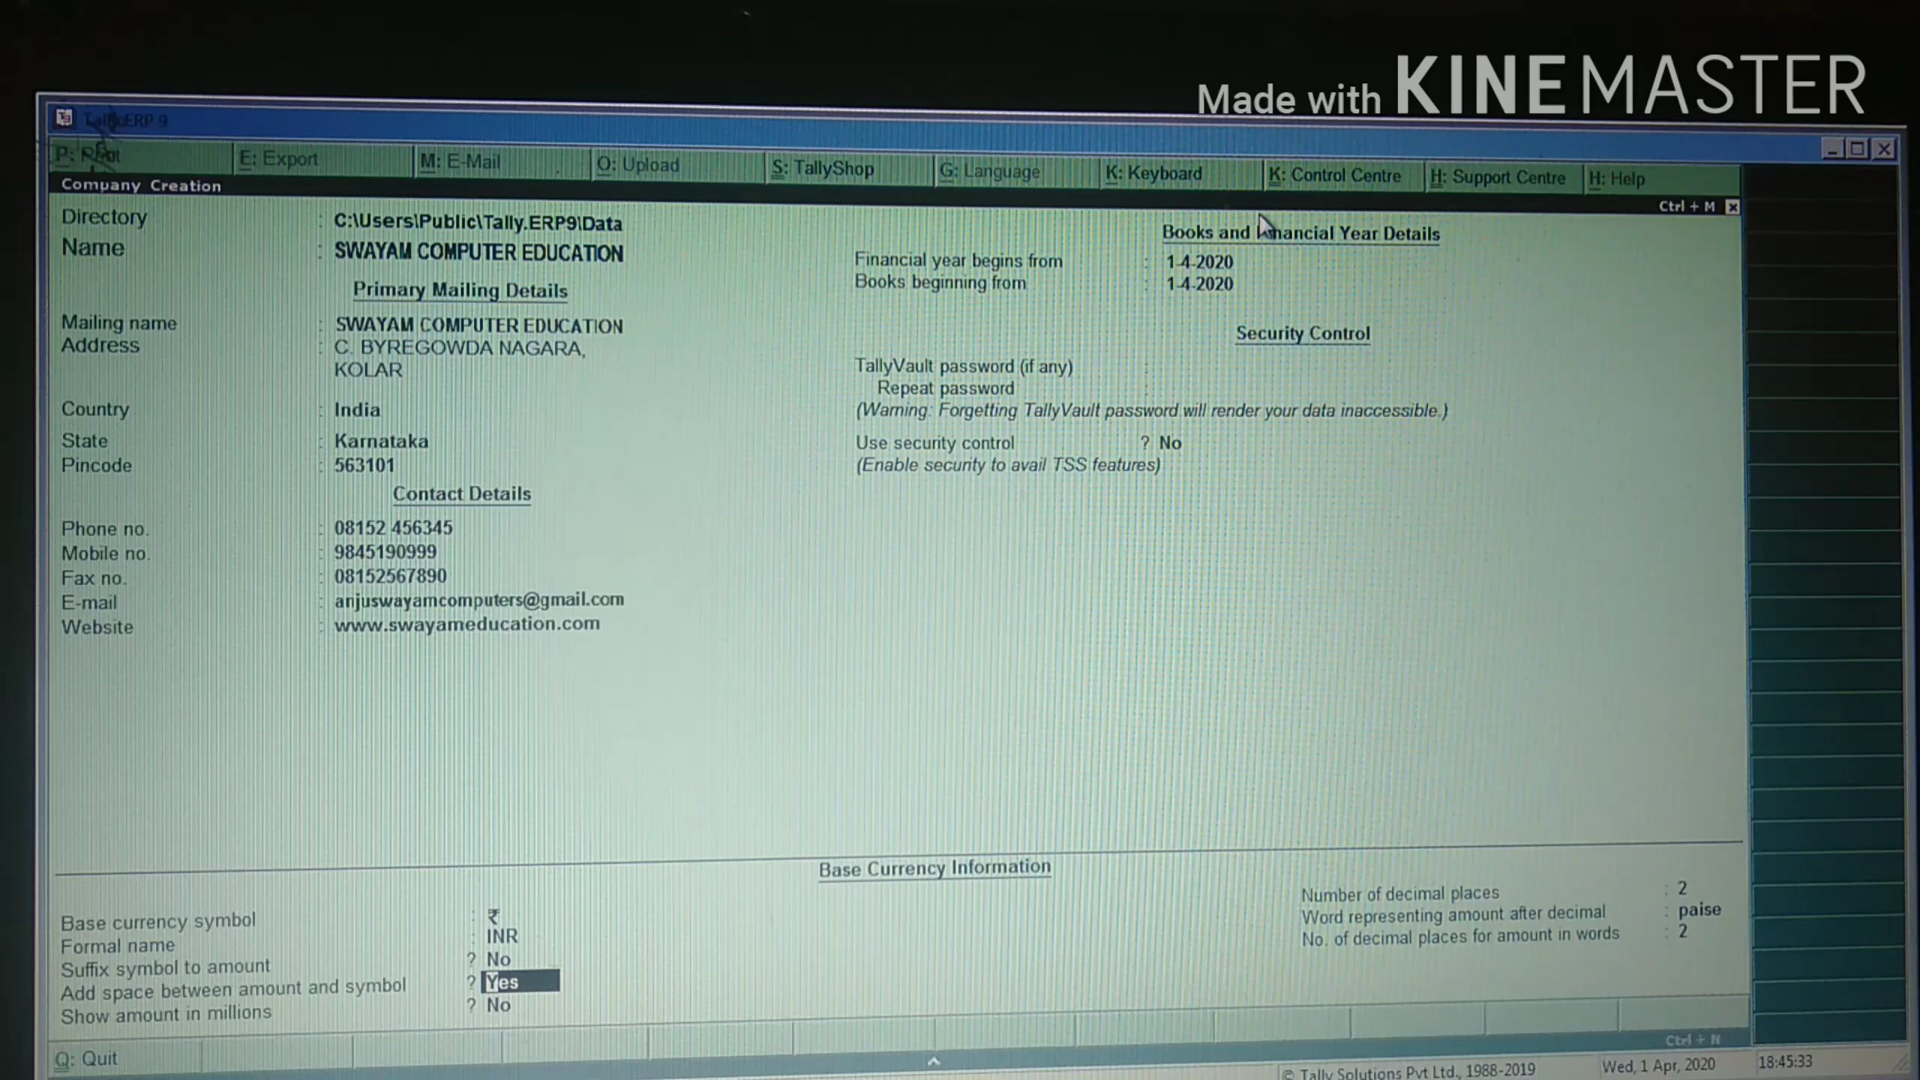 Made with KINEMASTER
Tally.ERP 9
P: Print E: Export M: E-Mail O: Upload S: TallyShop G: Language K: Keyboard K: Control Centre H: Support Centre H: Help
Company Creation Ctrl + M
Directory : C:\Users\Public\Tally.ERP9\Data
Name : SWAYAM COMPUTER EDUCATION
Primary Mailing Details
Mailing name : SWAYAM COMPUTER EDUCATION
Address : C. BYREGOWDA NAGARA,
KOLAR
Country : India
State : Karnataka
Pincode : 563101
Contact Details
Phone no. : 08152 456345
Mobile no. : 9845190999
Fax no. : 08152567890
E-mail : anjuswayamcomputers@gmail.com
Website : www.swayameducation.com
Books and Financial Year Details
Financial year begins from : 1-4-2020
Books beginning from : 1-4-2020
Security Control
TallyVault password (if any) :
Repeat password :
(Warning: Forgetting TallyVault password will render your data inaccessible.)
Use security control ? No
(Enable security to avail TSS features)
Base Currency Information
Base currency symbol : ₹
Formal name : INR
Suffix symbol to amount ? No
Add space between amount and symbol ? Yes
Show amount in millions ? No
Number of decimal places : 2
Word representing amount after decimal : paise
No. of decimal places for amount in words : 2
Q: Quit
Ctrl + N
© Tally Solutions Pvt Ltd., 1988-2019 Wed, 1 Apr, 2020 18:45:33